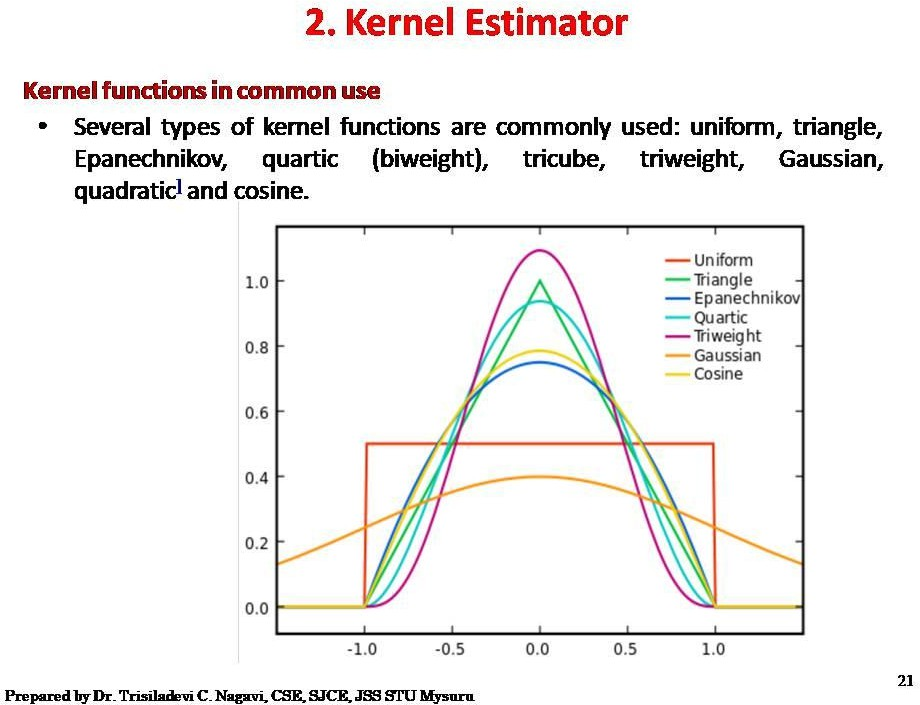 2. Kernel Estimator
Kernel functions in common use
• Several types of kernel functions are commonly used: uniform, triangle,
Epanechnikov, quartic (biweight), tricube, triweight, Gaussian,
quadratic] and cosine.
Uniform
Triangle
Epanechnikov
Quartic
Triweight
Gaussian
Cosine
1.0
0.8
0.6
0.4
0.2
0.0
-1.0 -0.5 0.0 0.5 1.0
21
Prepared by Dr. Trisiladevi C. Nagavi, CSE, SJCE, JSS STU Mysuru